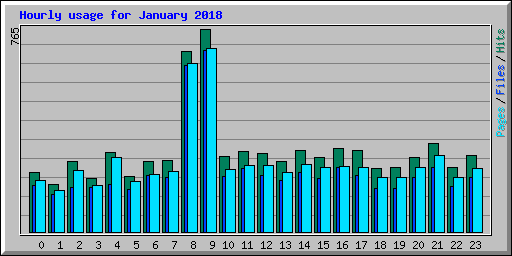 Hourly usage for January 2018
765
Pages/Files/Hits
0 1 2 3 4 5 6 7 8 9 10 11 12 13 14 15 16 17 18 19 20 21 22 23